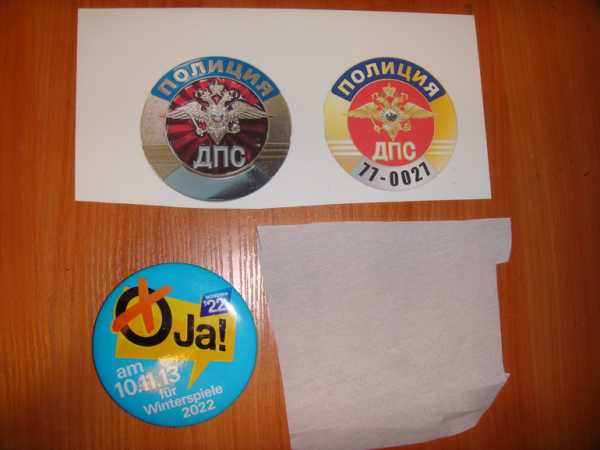 ПОЛИЦИЯ
ДПС
ПОЛИЦИЯ
ДПС
77-0027
'22
Ja!
am
10.11.13
für
Winterspiele
2022